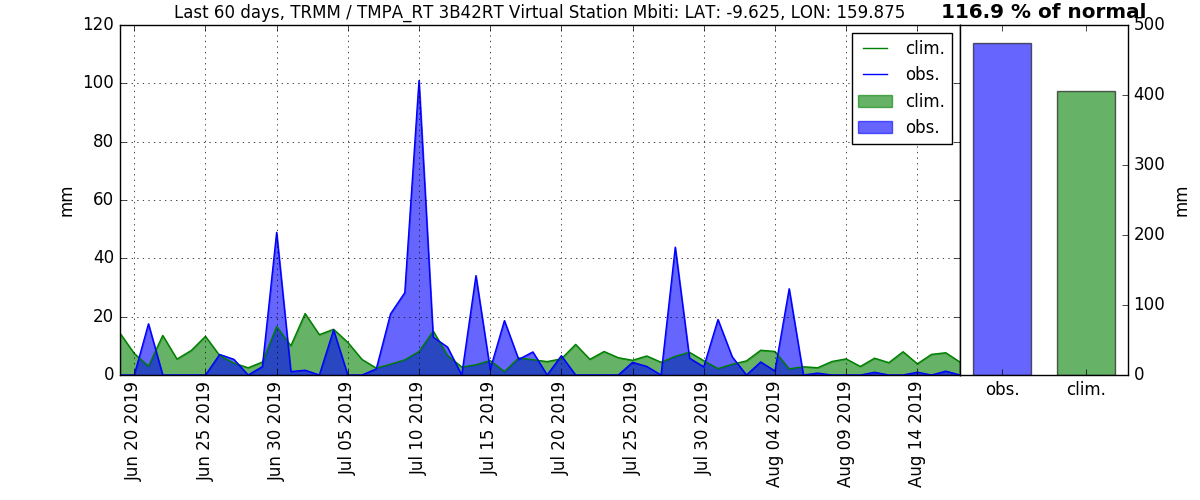 Last 60 days, TRMM / TMPA_RT 3B42RT Virtual Station Mbiti: LAT: -9.625, LON: 159.875
116.9 % of normal
120
100
80
60
40
20
0
mm
clim.
obs.
clim.
obs.
500
400
300
200
100
0
mm
obs.
clim.
Jun 20 2019
Jun 25 2019
Jun 30 2019
Jul 05 2019
Jul 10 2019
Jul 15 2019
Jul 20 2019
Jul 25 2019
Jul 30 2019
Aug 04 2019
Aug 09 2019
Aug 14 2019